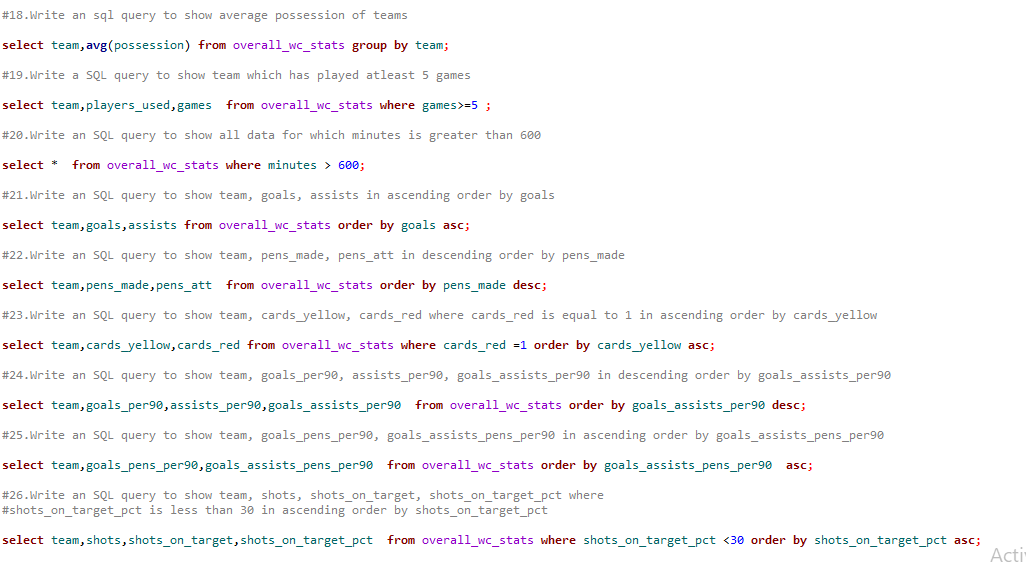 #18.Write an sql query to show average possession of teams
select team,avg(possession) from overall_wc_stats group by team;
#19.Write a SQL query to show team which has played atleast 5 games
select team,players_used,games  from overall_wc_stats where games>=5 ;
#20.Write an SQL query to show all data for which minutes is greater than 600
select *  from overall_wc_stats where minutes > 600;
#21.Write an SQL query to show team, goals, assists in ascending order by goals
select team,goals,assists from overall_wc_stats order by goals asc;
#22.Write an SQL query to show team, pens_made, pens_att in descending order by pens_made
select team,pens_made,pens_att  from overall_wc_stats order by pens_made desc;
#23.Write an SQL query to show team, cards_yellow, cards_red where cards_red is equal to 1 in ascending order by cards_yellow
select team,cards_yellow,cards_red from overall_wc_stats where cards_red =1 order by cards_yellow asc;
#24.Write an SQL query to show team, goals_per90, assists_per90, goals_assists_per90 in descending order by goals_assists_per90
select team,goals_per90,assists_per90,goals_assists_per90  from overall_wc_stats order by goals_assists_per90 desc;
#25.Write an SQL query to show team, goals_pens_per90, goals_assists_pens_per90 in ascending order by goals_assists_pens_per90
select team,goals_pens_per90,goals_assists_pens_per90  from overall_wc_stats order by goals_assists_pens_per90  asc;
#26.Write an SQL query to show team, shots, shots_on_target, shots_on_target_pct where
#shots_on_target_pct is less than 30 in ascending order by shots_on_target_pct
select team,shots,shots_on_target,shots_on_target_pct  from overall_wc_stats where shots_on_target_pct <30 order by shots_on_target_pct asc;